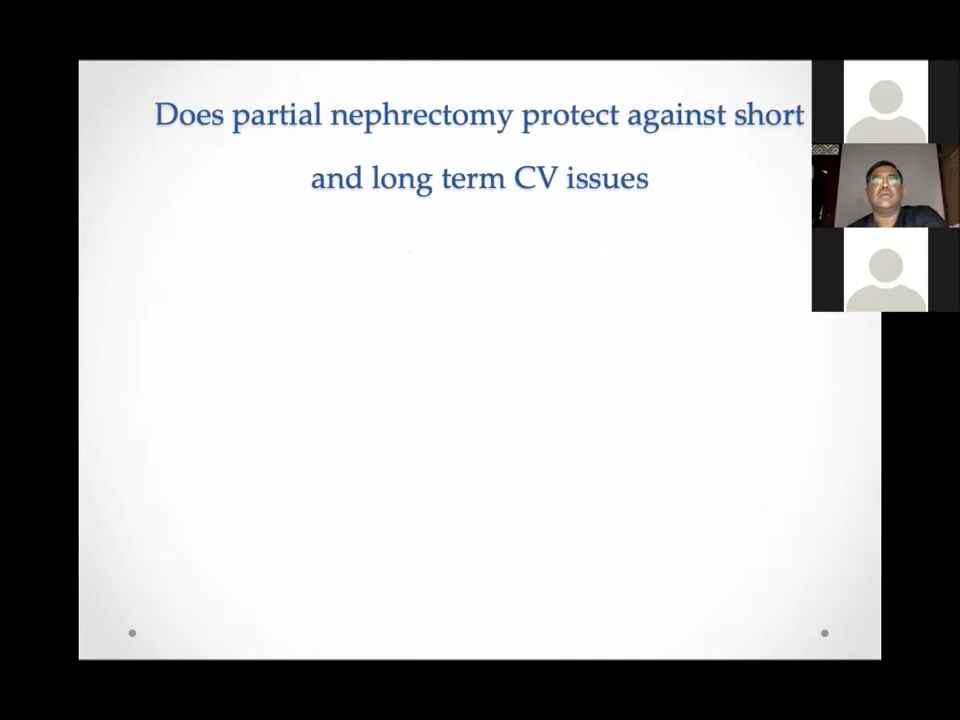 Does partial nephrectomy protect against short
and long term CV issues